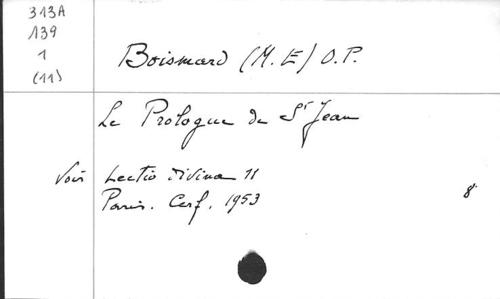 313A
139
1
(11)
Boismard (M. E) O.P.
Le Prologue de St Jean
Voir Lectio divina 11
Paris. Cerf. 1953
8°